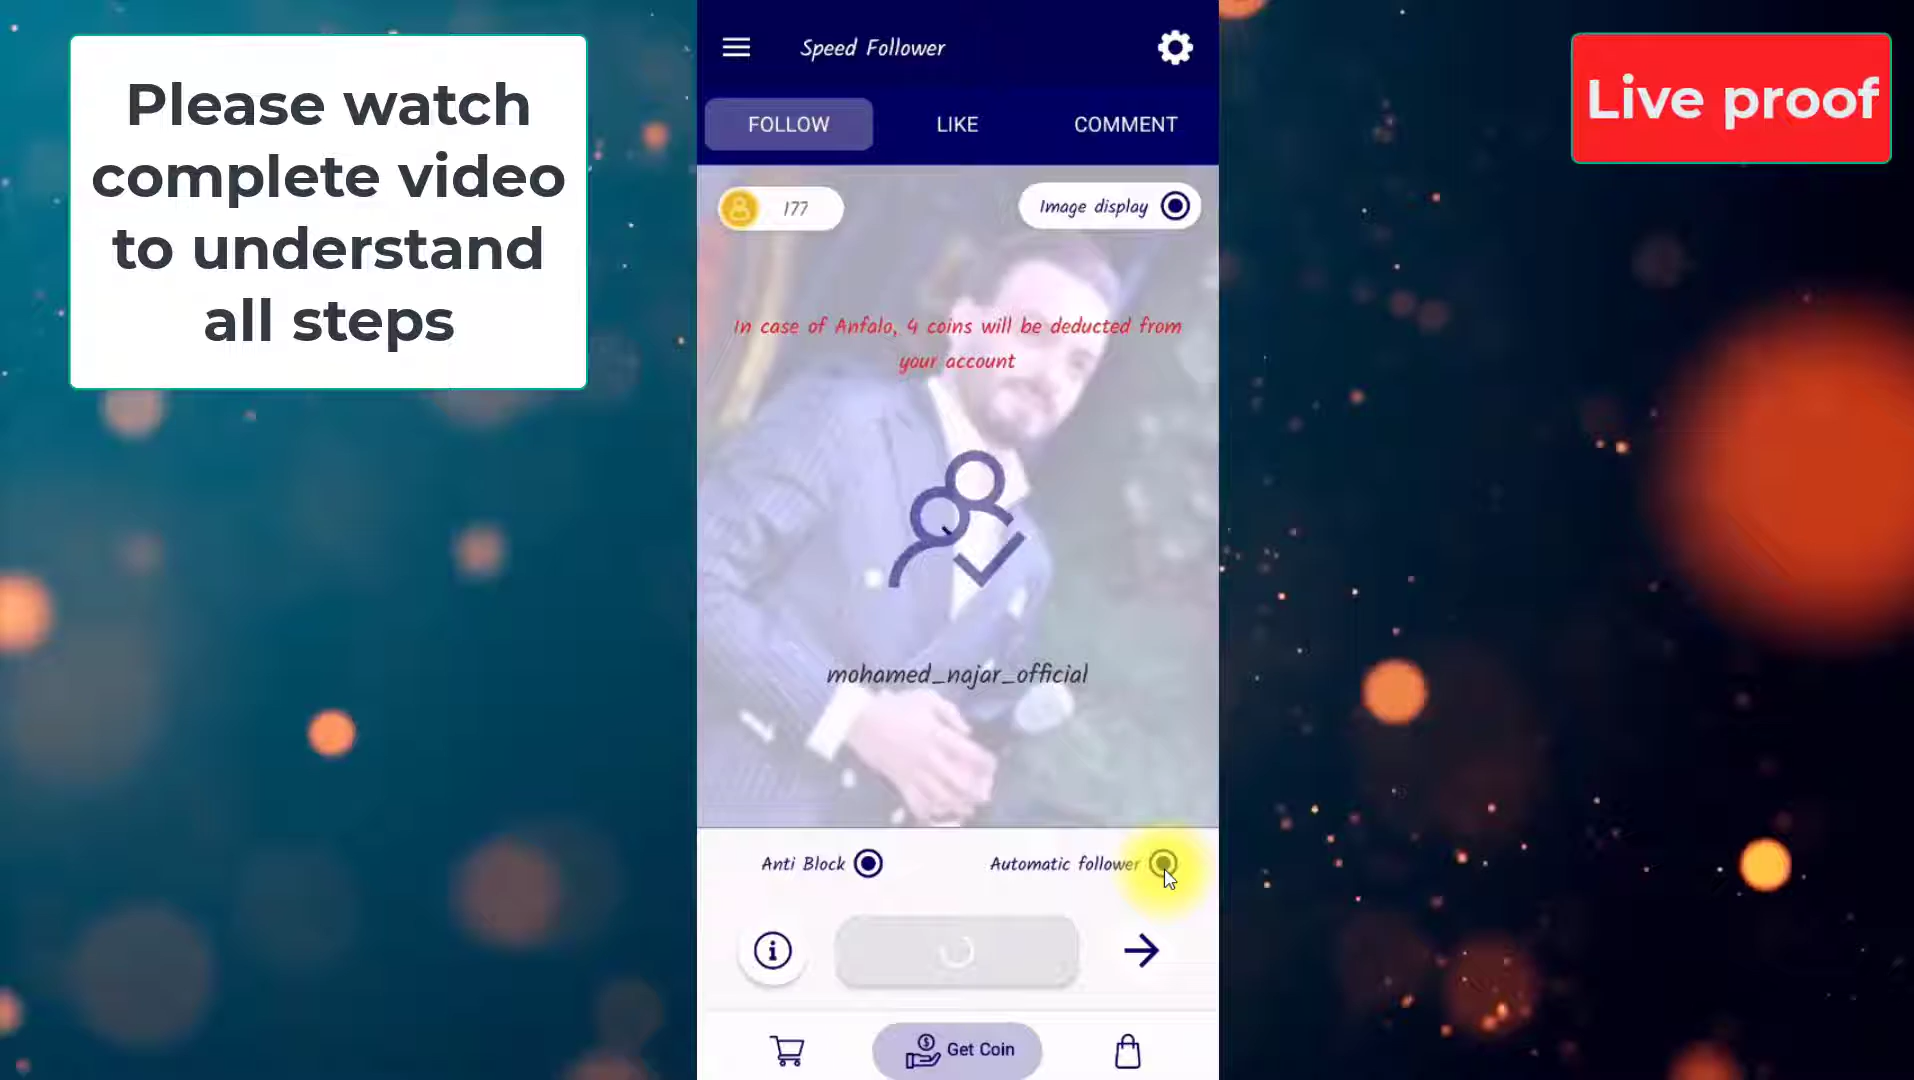 Please watch
complete video
to understand
all steps
Live proof
Speed Follower
FOLLOW
LIKE
COMMENT
177
Image display
In case of Anfalo, 4 coins will be deducted from
your account
mohamed_najar_official
Anti Block
Automatic follower
Get Coin